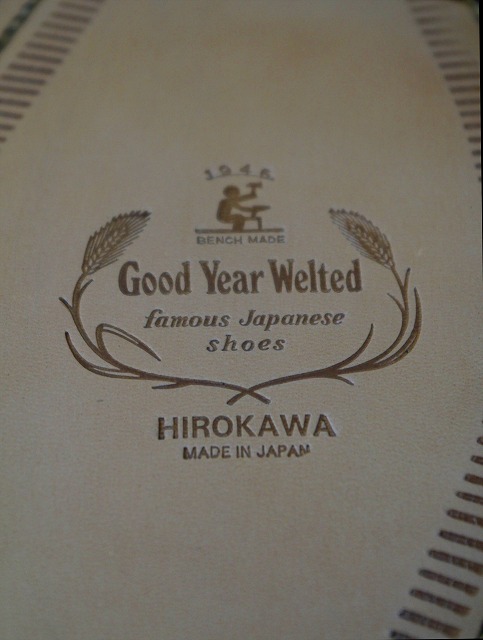 1946
BENCH MADE
Good Year Welted
famous Japanese
shoes
HIROKAWA
MADE IN JAPAN